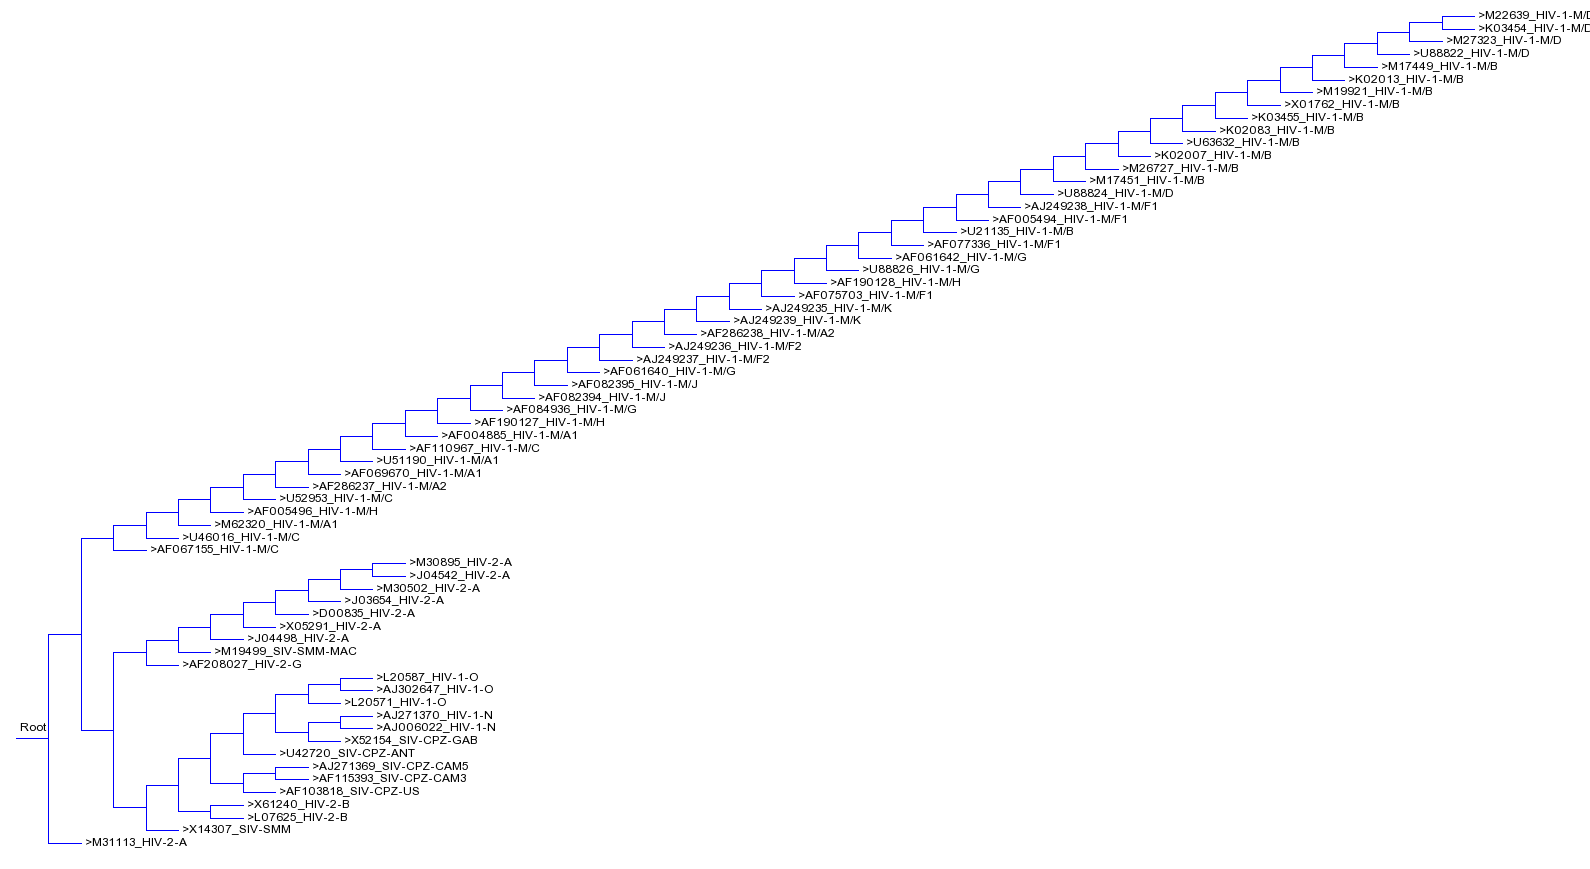 >M22639_HIV-1-M/D
>K03454_HIV-1-M/D
>M27323_HIV-1-M/D
>U88822_HIV-1-M/D
>M17449_HIV-1-M/B
>K02013_HIV-1-M/B
>M19921_HIV-1-M/B
>X01762_HIV-1-M/B
>K03455_HIV-1-M/B
>K02083_HIV-1-M/B
>U63632_HIV-1-M/B
>K02007_HIV-1-M/B
>M26727_HIV-1-M/B
>M17451_HIV-1-M/B
>U88824_HIV-1-M/D
>AJ249238_HIV-1-M/F1
>AF005494_HIV-1-M/F1
>U21135_HIV-1-M/B
>AF077336_HIV-1-M/F1
>AF061642_HIV-1-M/G
>U88826_HIV-1-M/G
>AF190128_HIV-1-M/H
>AF075703_HIV-1-M/F1
>AJ249235_HIV-1-M/K
>AJ249239_HIV-1-M/K
>AF286238_HIV-1-M/A2
>AJ249236_HIV-1-M/F2
>AJ249237_HIV-1-M/F2
>AF061640_HIV-1-M/G
>AF082395_HIV-1-M/J
>AF082394_HIV-1-M/J
>AF084936_HIV-1-M/G
>AF190127_HIV-1-M/H
>AF004885_HIV-1-M/A1
>AF110967_HIV-1-M/C
>U51190_HIV-1-M/A1
>AF069670_HIV-1-M/A1
>AF286237_HIV-1-M/A2
>U52953_HIV-1-M/C
>AF005496_HIV-1-M/H
>M62320_HIV-1-M/A1
>U46016_HIV-1-M/C
>AF067155_HIV-1-M/C
>M30895_HIV-2-A
>J04542_HIV-2-A
>M30502_HIV-2-A
>J03654_HIV-2-A
>D00835_HIV-2-A
>X05291_HIV-2-A
>J04498_HIV-2-A
>M19499_SIV-SMM-MAC
>AF208027_HIV-2-G
>L20587_HIV-1-O
>AJ302647_HIV-1-O
>L20571_HIV-1-O
>AJ271370_HIV-1-N
Root
>AJ006022_HIV-1-N
>X52154_SIV-CPZ-GAB
>U42720_SIV-CPZ-ANT
>AJ271369_SIV-CPZ-CAM5
>AF115393_SIV-CPZ-CAM3
>AF103818_SIV-CPZ-US
>X61240_HIV-2-B
>L07625_HIV-2-B
>X14307_SIV-SMM
>M31113_HIV-2-A